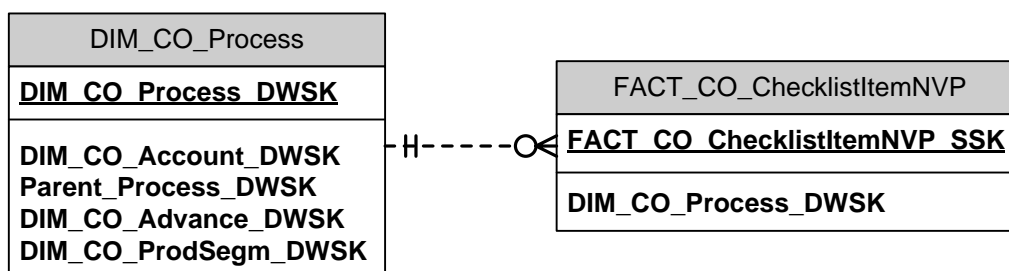 DIM_CO_Process
DIM_CO_Process_DWSK
DIM_CO_Account_DWSK
Parent_Process_DWSK
DIM_CO_Advance_DWSK
DIM_CO_ProdSegm_DWSK
FACT_CO_ChecklistItemNVP
FACT_CO_ChecklistItemNVP_SSK
DIM_CO_Process_DWSK